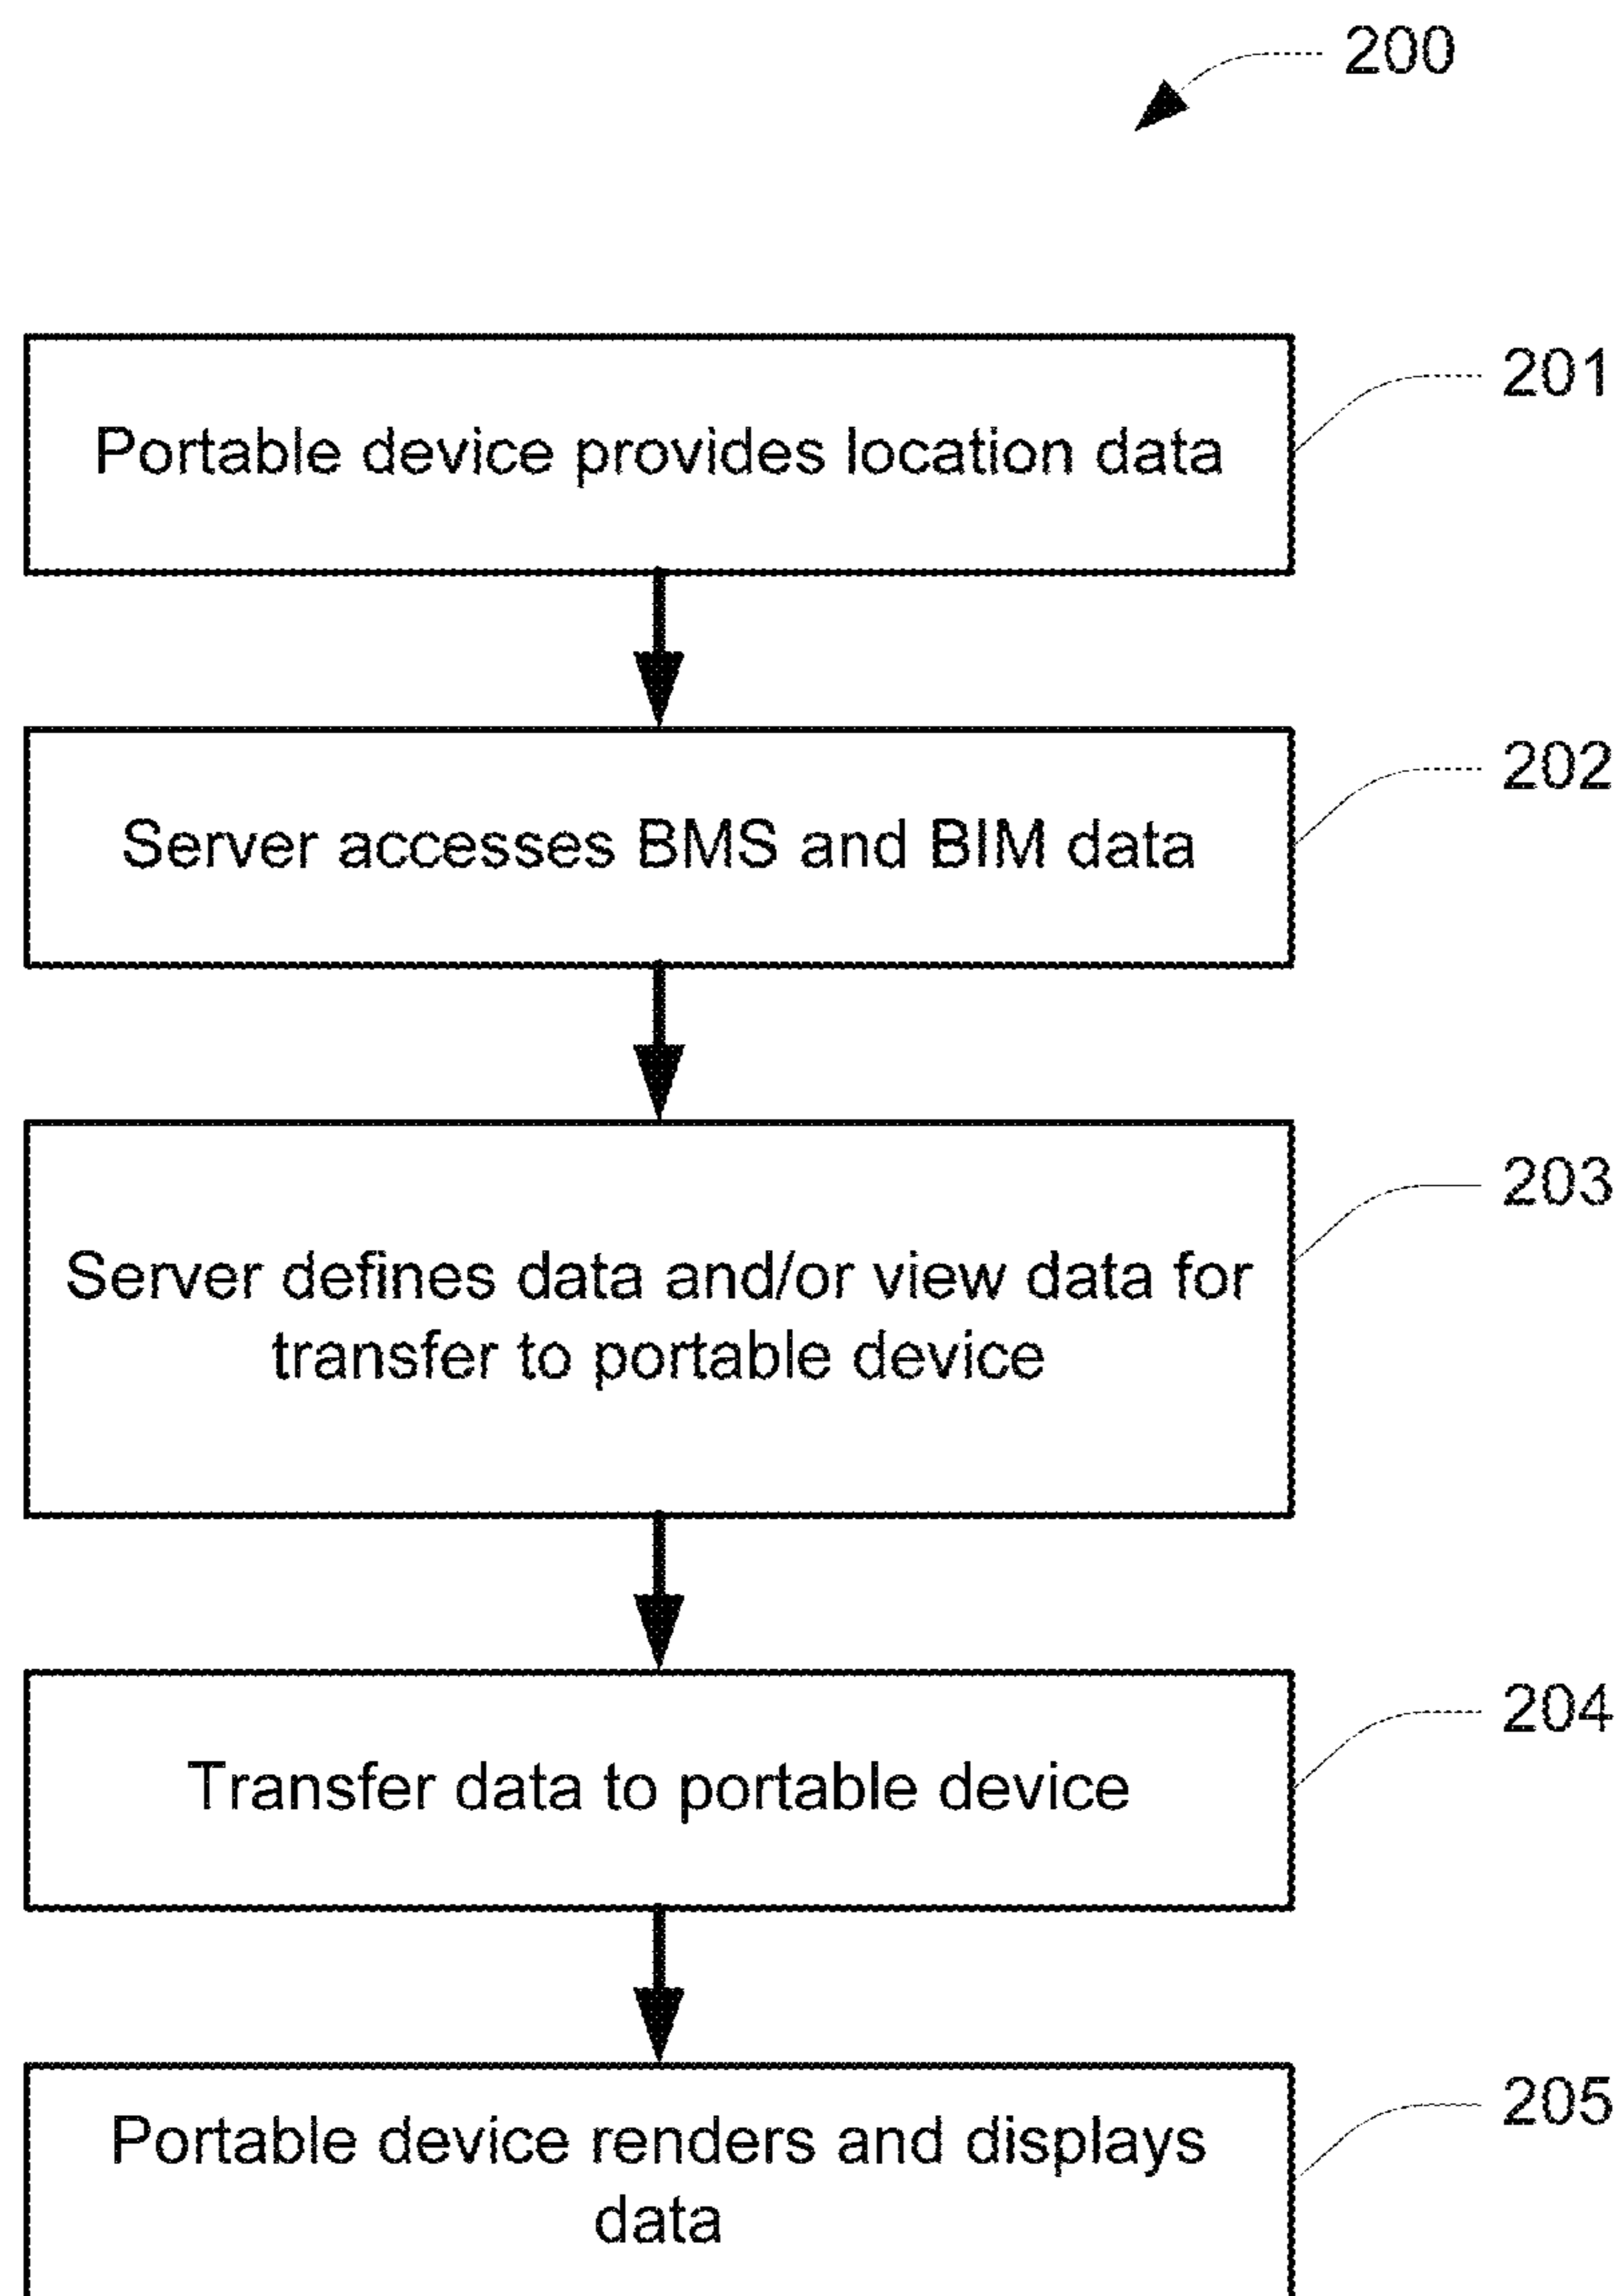 200
Portable device provides location data
201
Server accesses BMS and BIM data
202
Server defines data and/or view data for
transfer to portable device
203
Transfer data to portable device
204
Portable device renders and displays
data
205